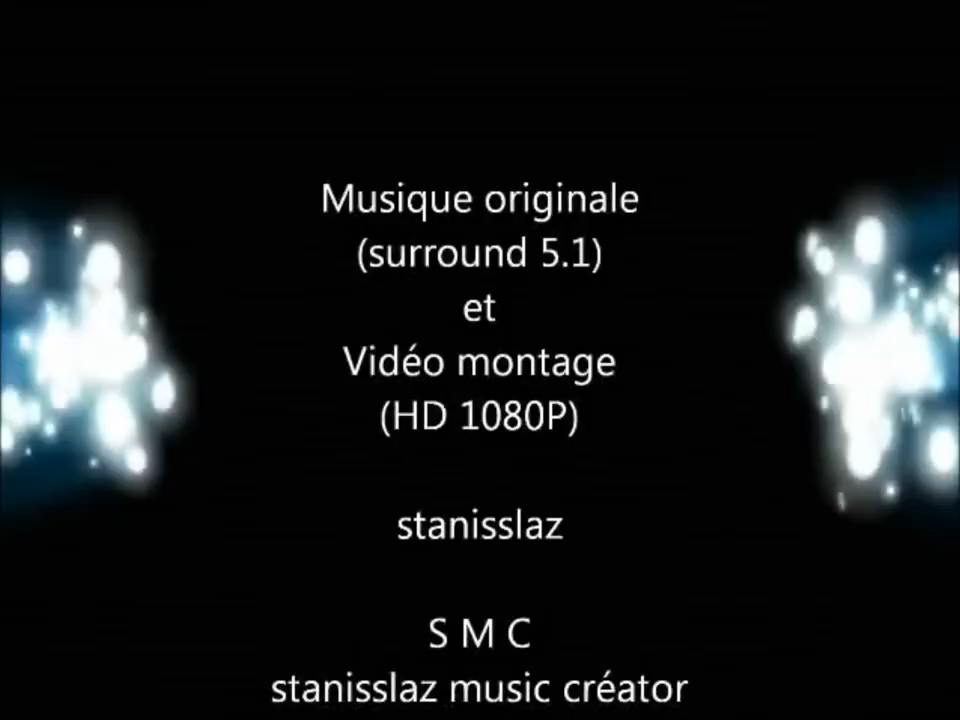 Musique originale
(surround 5.1)
et
Vidéo montage
(HD 1080P)
stanisslaz
S M C
stanisslaz music créator